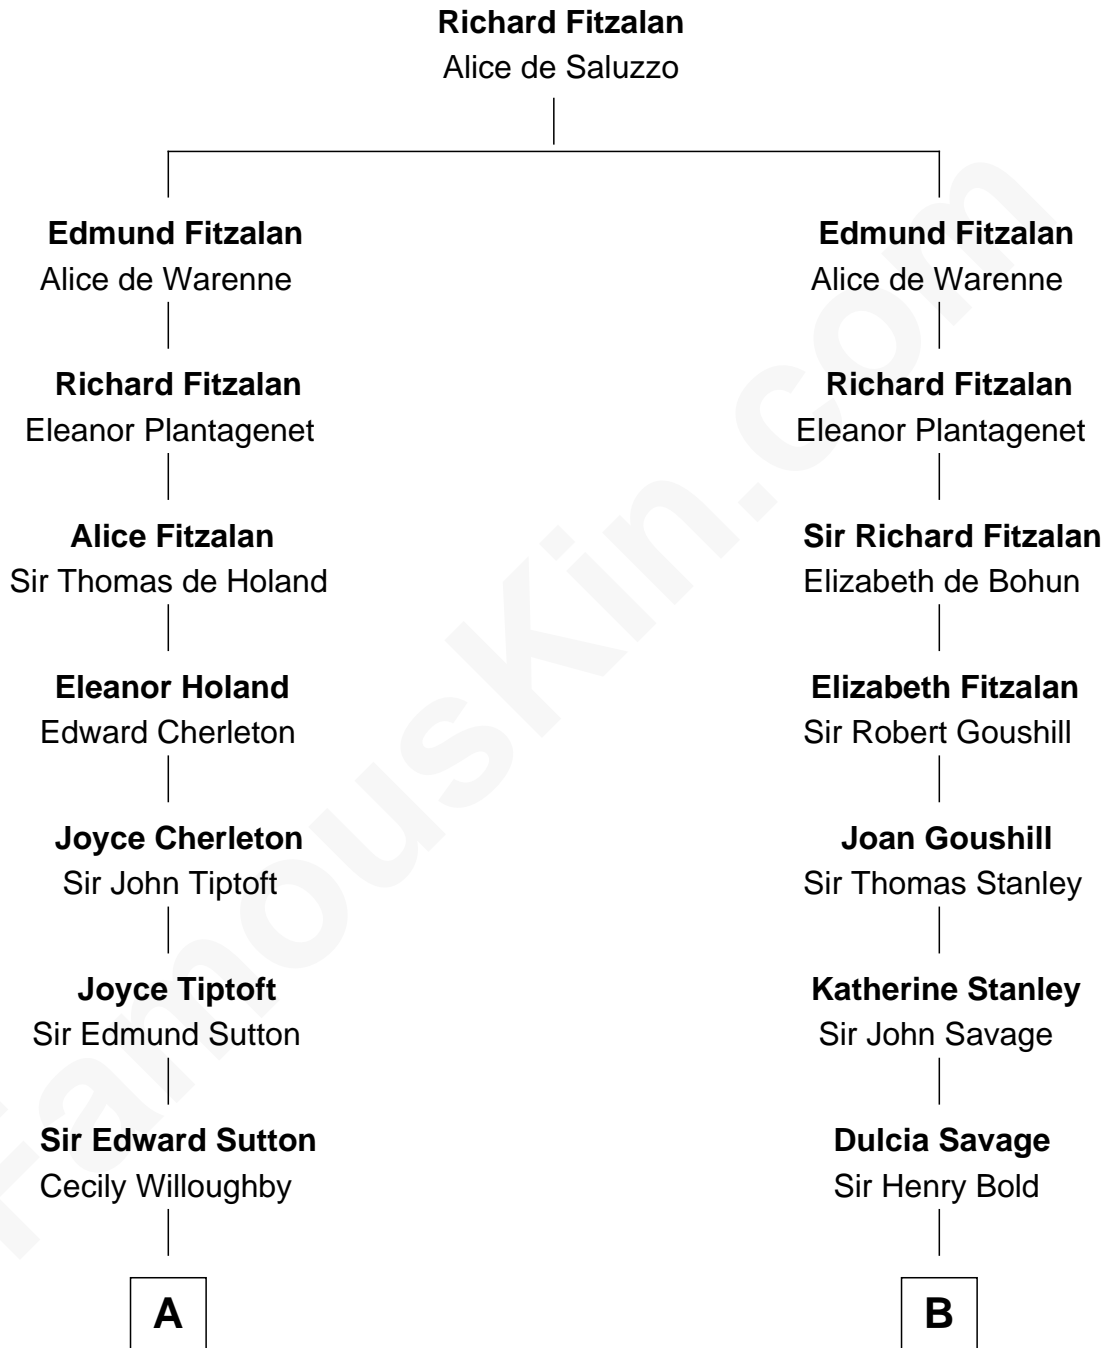 Richard Fitzalan
Alice de Saluzzo
Edmund Fitzalan
Alice de Warenne
Edmund Fitzalan
Alice de Warenne
Richard Fitzalan
Eleanor Plantagenet
Richard Fitzalan
Eleanor Plantagenet
Alice Fitzalan
Sir Thomas de Holand
Sir Richard Fitzalan
Elizabeth de Bohun
Eleanor Holand
Edward Cherleton
Elizabeth Fitzalan
Sir Robert Goushill
Joyce Cherleton
Sir John Tiptoft
Joan Goushill
Sir Thomas Stanley
Joyce Tiptoft
Sir Edmund Sutton
Katherine Stanley
Sir John Savage
Sir Edward Sutton
Cecily Willoughby
Dulcia Savage
Sir Henry Bold
A
B
FamousKin.com